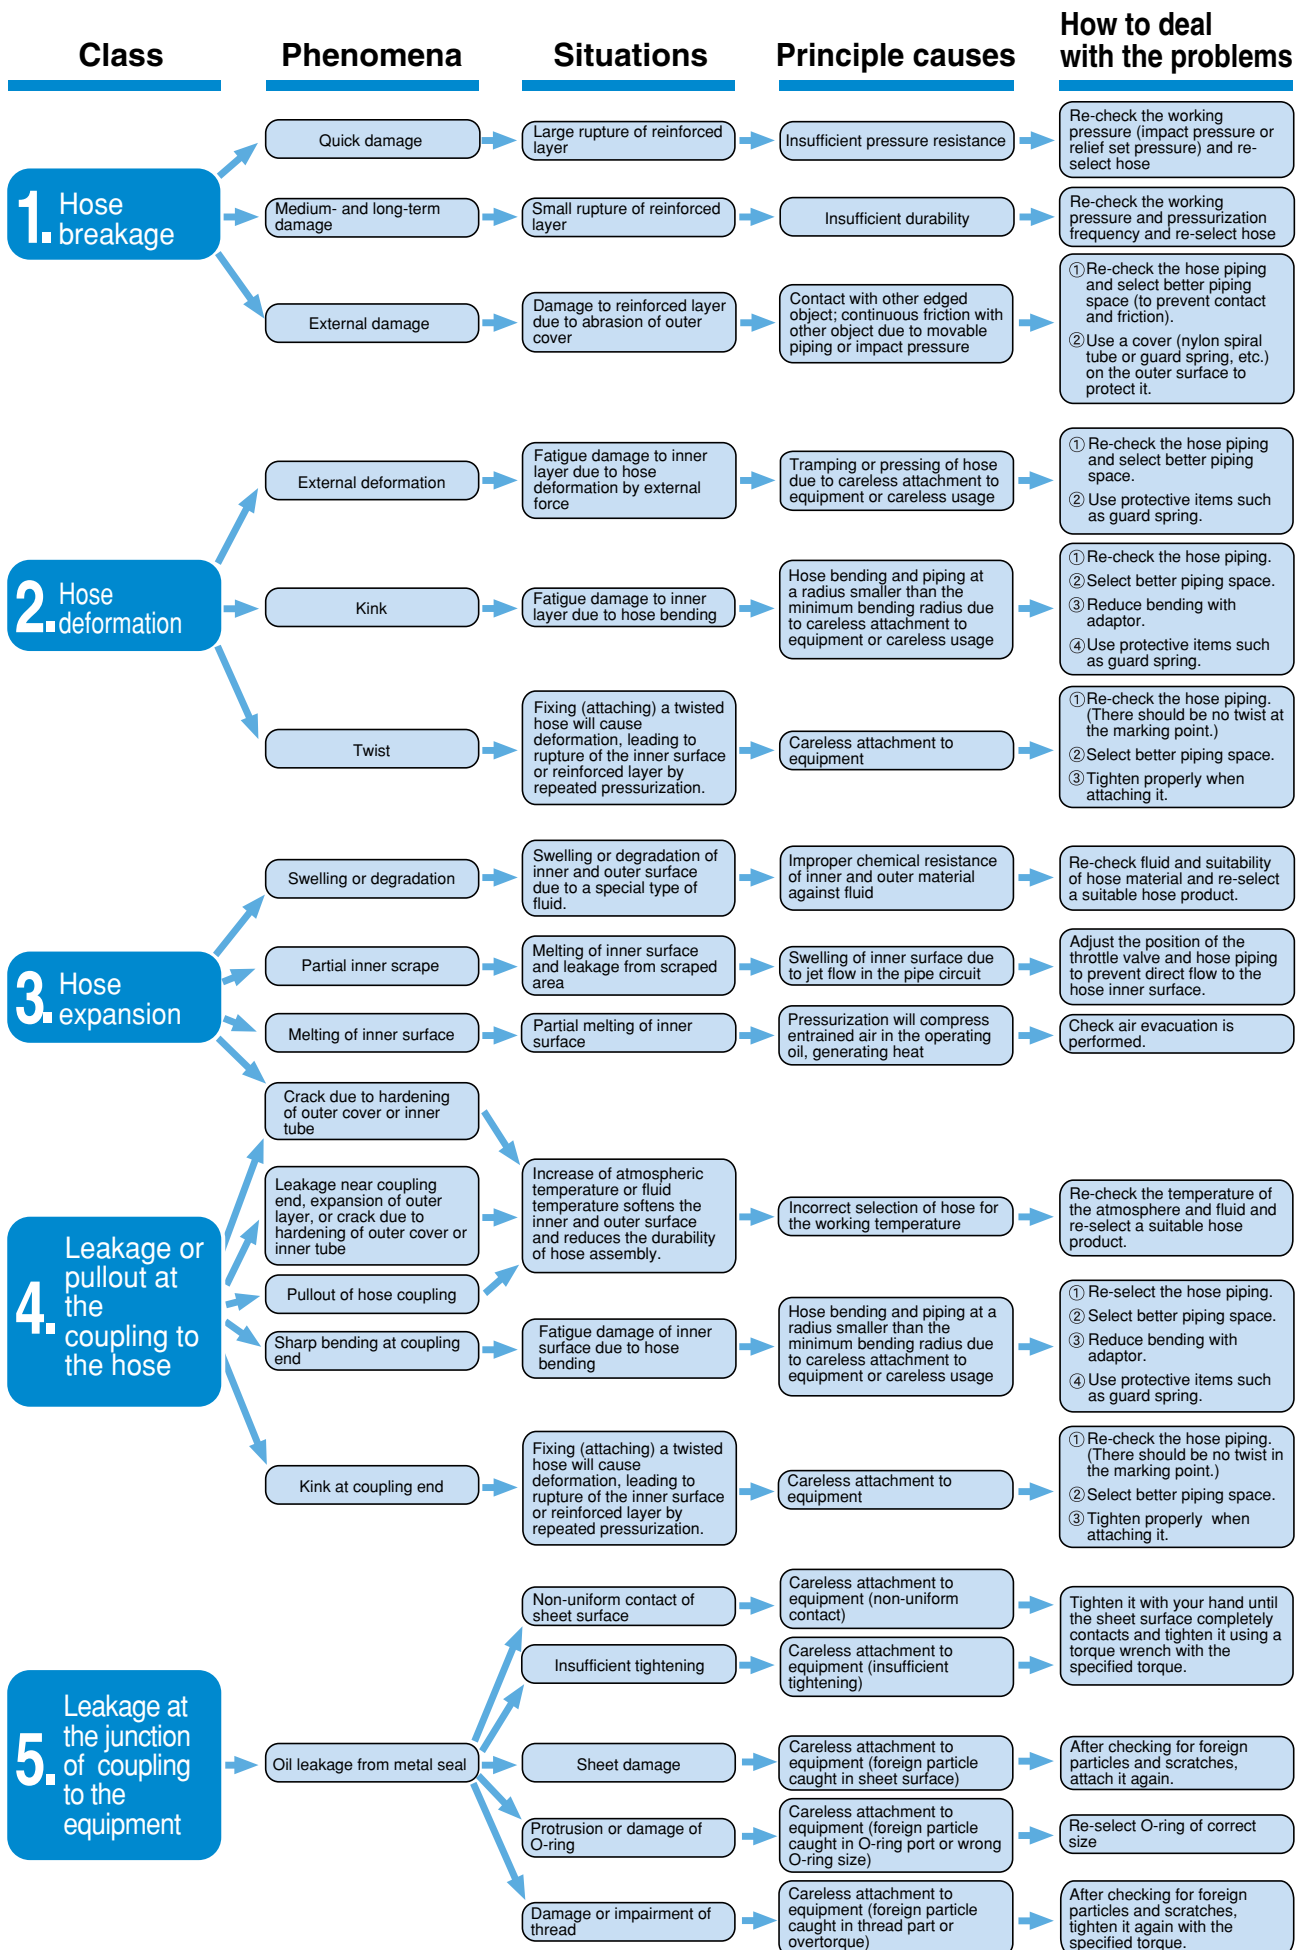 Class
Phenomena
Situations
Principle causes
How to deal
with the problems
1. Hose
breakage
Quick damage
Large rupture of reinforced
layer
Insufficient pressure resistance
Re-check the working
pressure (impact pressure or
relief set pressure) and re-
select hose
Medium- and long-term
damage
Small rupture of reinforced
layer
Insufficient durability
Re-check the working
pressure and pressurization
frequency and re-select hose
External damage
Damage to reinforced layer
due to abrasion of outer
cover
Contact with other edged
object; continuous friction with
other object due to movable
piping or impact pressure
①Re-check the hose piping
and select better piping
space (to prevent contact
and friction).
②Use a cover (nylon spiral
tube or guard spring, etc.)
on the outer surface to
protect it.
2. Hose
deformation
External deformation
Fatigue damage to inner
layer due to hose
deformation by external
force
Tramping or pressing of hose
due to careless attachment to
equipment or careless usage
① Re-check the hose piping
and select better piping
space.
② Use protective items such
as guard spring.
Kink
Fatigue damage to inner
layer due to hose bending
Hose bending and piping at
a radius smaller than the
minimum bending radius due
to careless attachment to
equipment or careless usage
①Re-check the hose piping.
②Select better piping space.
③Reduce bending with
adaptor.
④Use protective items such
as guard spring.
Twist
Fixing (attaching) a twisted
hose will cause
deformation, leading to
rupture of the inner surface
or reinforced layer by
repeated pressurization.
Careless attachment to
equipment
①Re-check the hose piping.
(There should be no twist at
the marking point.)
②Select better piping space.
③Tighten properly when
attaching it.
3. Hose
expansion
Swelling or degradation
Swelling or degradation of
inner and outer surface
due to a special type of
fluid.
Improper chemical resistance
of inner and outer material
against fluid
Re-check fluid and suitability
of hose material and re-select
a suitable hose product.
Partial inner scrape
Melting of inner surface
and leakage from scraped
area
Swelling of inner surface due
to jet flow in the pipe circuit
Adjust the position of the
throttle valve and hose piping
to prevent direct flow to the
hose inner surface.
Melting of inner surface
Partial melting of inner
surface
Pressurization will compress
entrained air in the operating
oil, generating heat
Check air evacuation is
performed.
Crack due to hardening
of outer cover or inner
tube
4. Leakage or
pullout at
the
coupling to
the hose
Leakage near coupling
end, expansion of outer
layer, or crack due to
hardening of outer cover or
inner tube
Increase of atmospheric
temperature or fluid
temperature softens the
inner and outer surface
and reduces the durability
of hose assembly.
Incorrect selection of hose for
the working temperature
Re-check the temperature of
the atmosphere and fluid and
re-select a suitable hose
product.
Pullout of hose coupling
Sharp bending at coupling
end
Fatigue damage of inner
surface due to hose
bending
Hose bending and piping at a
radius smaller than the
minimum bending radius due
to careless attachment to
equipment or careless usage
① Re-select the hose piping.
② Select better piping space.
③ Reduce bending with
adaptor.
④ Use protective items such
as guard spring.
Kink at coupling end
Fixing (attaching) a twisted
hose will cause
deformation, leading to
rupture of the inner surface
or reinforced layer by
repeated pressurization.
Careless attachment to
equipment
①Re-check the hose piping.
(There should be no twist in
the marking point.)
②Select better piping space.
③Tighten properly when
attaching it.
5. Leakage at
the junction
of coupling
to the
equipment
Oil leakage from metal seal
Non-uniform contact of
sheet surface
Careless attachment to
equipment (non-uniform
contact)
Tighten it with your hand until
the sheet surface completely
contacts and tighten it using a
torque wrench with the
specified torque.
Insufficient tightening
Careless attachment to
equipment (insufficient
tightening)
Sheet damage
Careless attachment to
equipment (foreign particle
caught in sheet surface)
After checking for foreign
particles and scratches,
attach it again.
Protrusion or damage of
O-ring
Careless attachment to
equipment (foreign particle
caught in O-ring port or wrong
O-ring size)
Re-select O-ring of correct
size
Damage or impairment of
thread
Careless attachment to
equipment (foreign particle
caught in thread part or
overtorque)
After checking for foreign
particles and scratches,
tighten it again with the
specified torque.